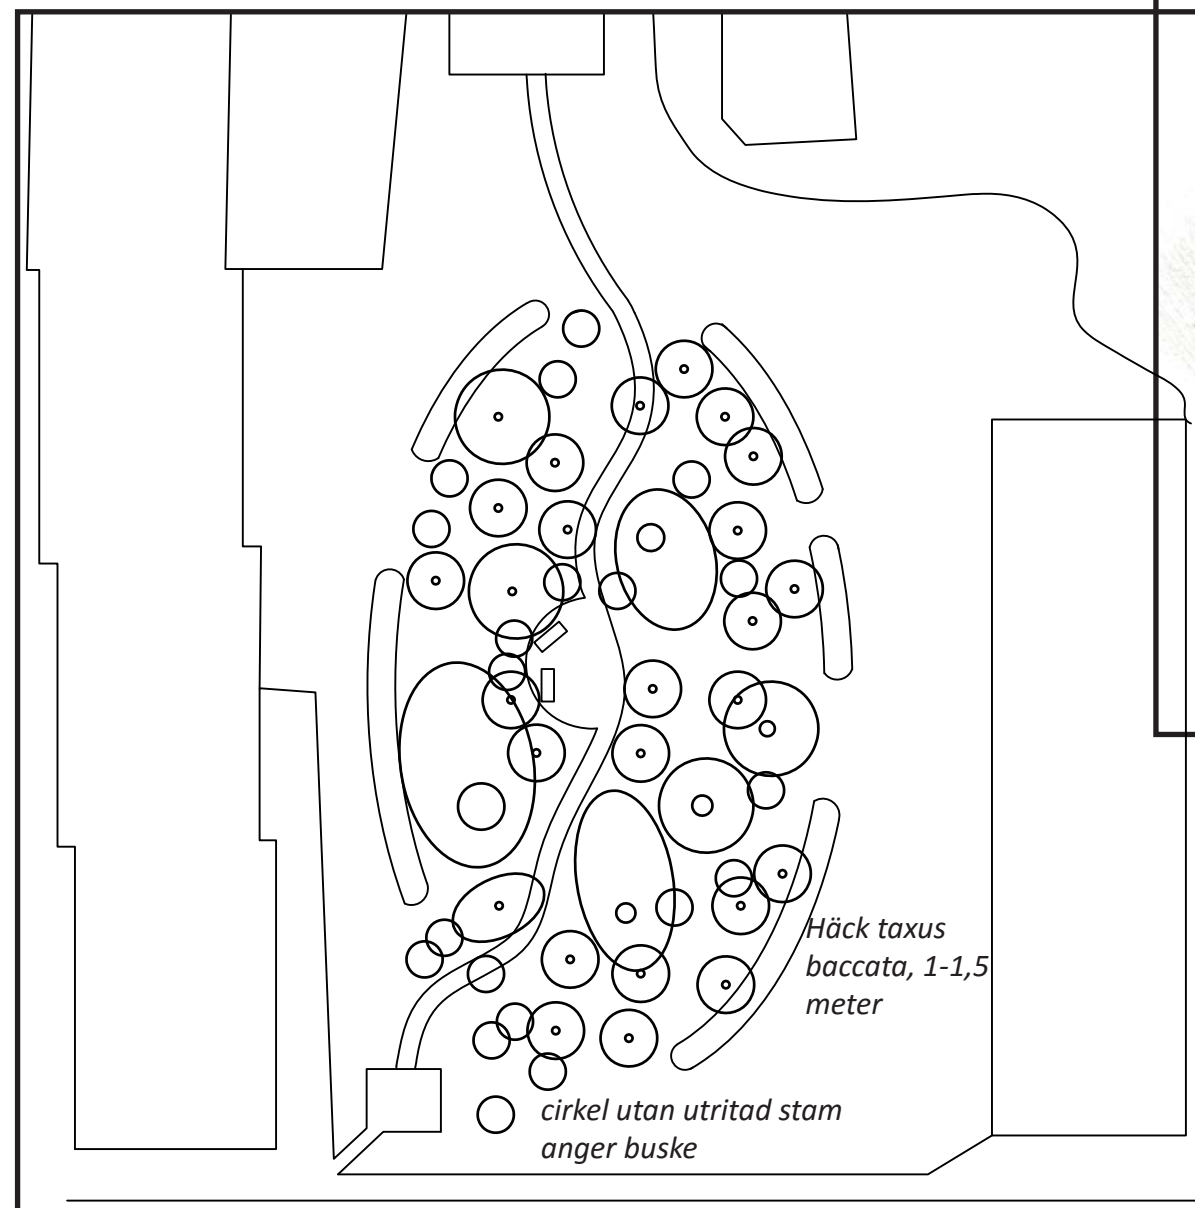 Häck taxus
baccata, 1-1,5
meter
cirkel utan utritad stam
anger buske